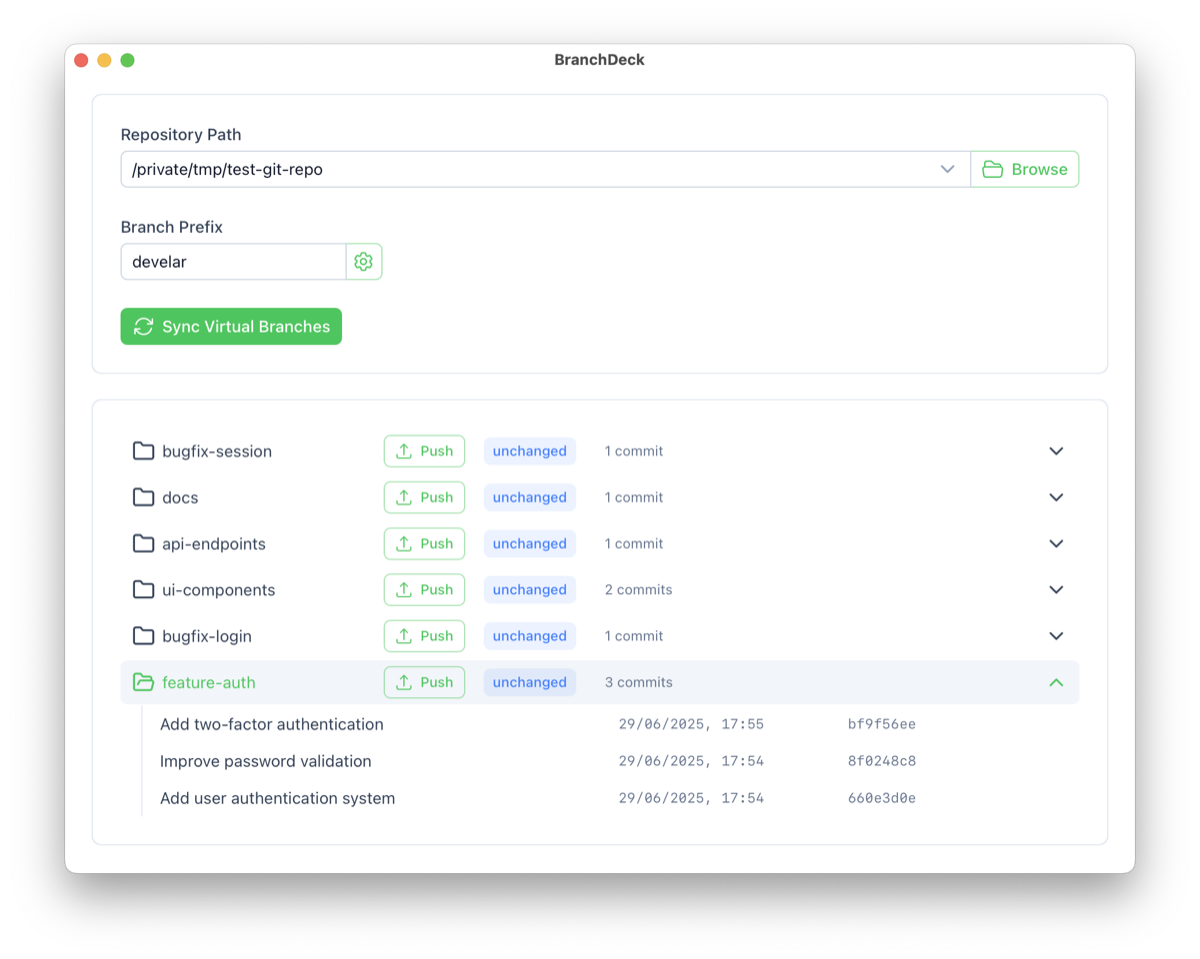 BranchDeck
Repository Path
/private/tmp/test-git-repo
Browse
Branch Prefix
develar
Sync Virtual Branches
bugfix-session Push unchanged 1 commit
docs Push unchanged 1 commit
api-endpoints Push unchanged 1 commit
ui-components Push unchanged 2 commits
bugfix-login Push unchanged 1 commit
feature-auth Push unchanged 3 commits
Add two-factor authentication 29/06/2025, 17:55 bf9f56ee
Improve password validation 29/06/2025, 17:54 8f0248c8
Add user authentication system 29/06/2025, 17:54 660e3d0e